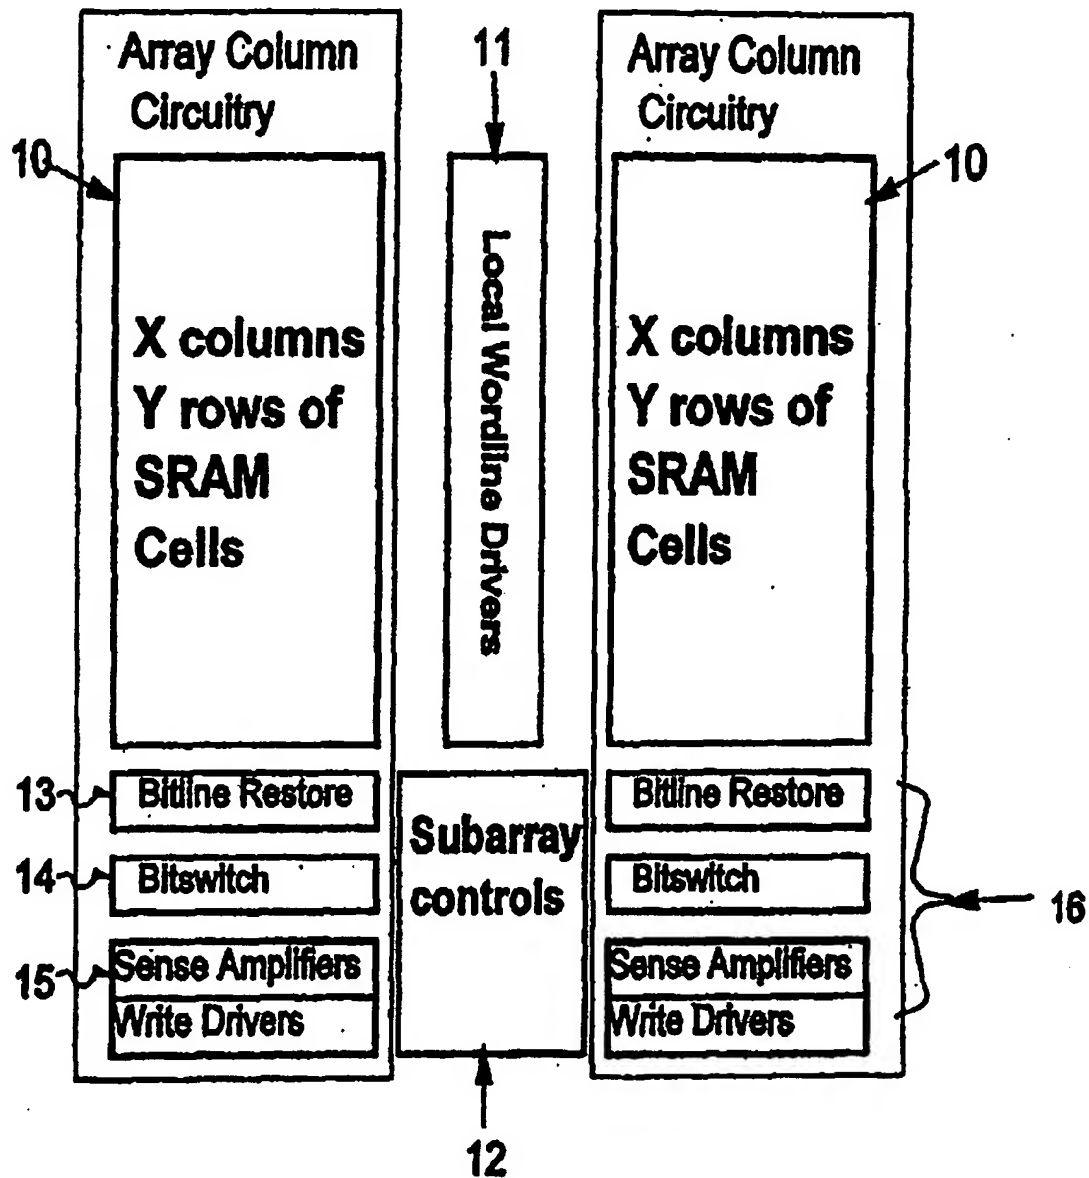 Array Column
Circuitry
11
Array Column
Circuitry
10
10
X columns
Y rows of
SRAM
Cells
Local Wordline Drivers
X columns
Y rows of
SRAM
Cells
13
Bitline Restore
14
Bitswitch
15
Sense Amplifiers
Write Drivers
Subarray
controls
Bitline Restore
Bitswitch
Sense Amplifiers
Write Drivers
16
12